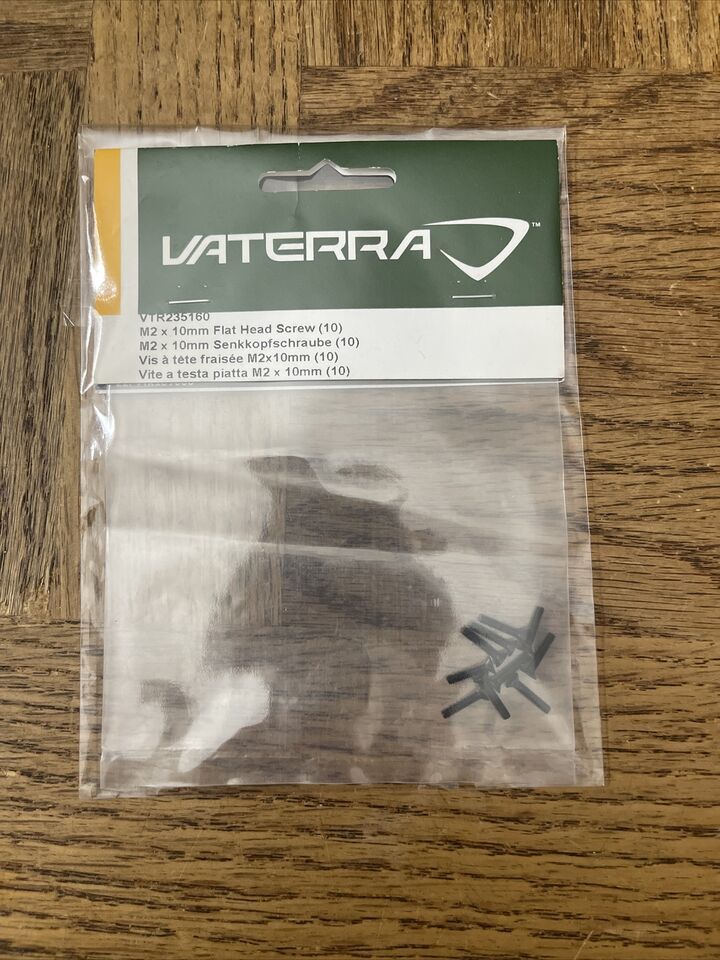 VATERRA™
VTR235160
M2 x 10mm Flat Head Screw (10)
M2 x 10mm Senkkopfschraube (10)
Vis à tête fraisée M2x10mm (10)
Vite a testa piatta M2 x 10mm (10)